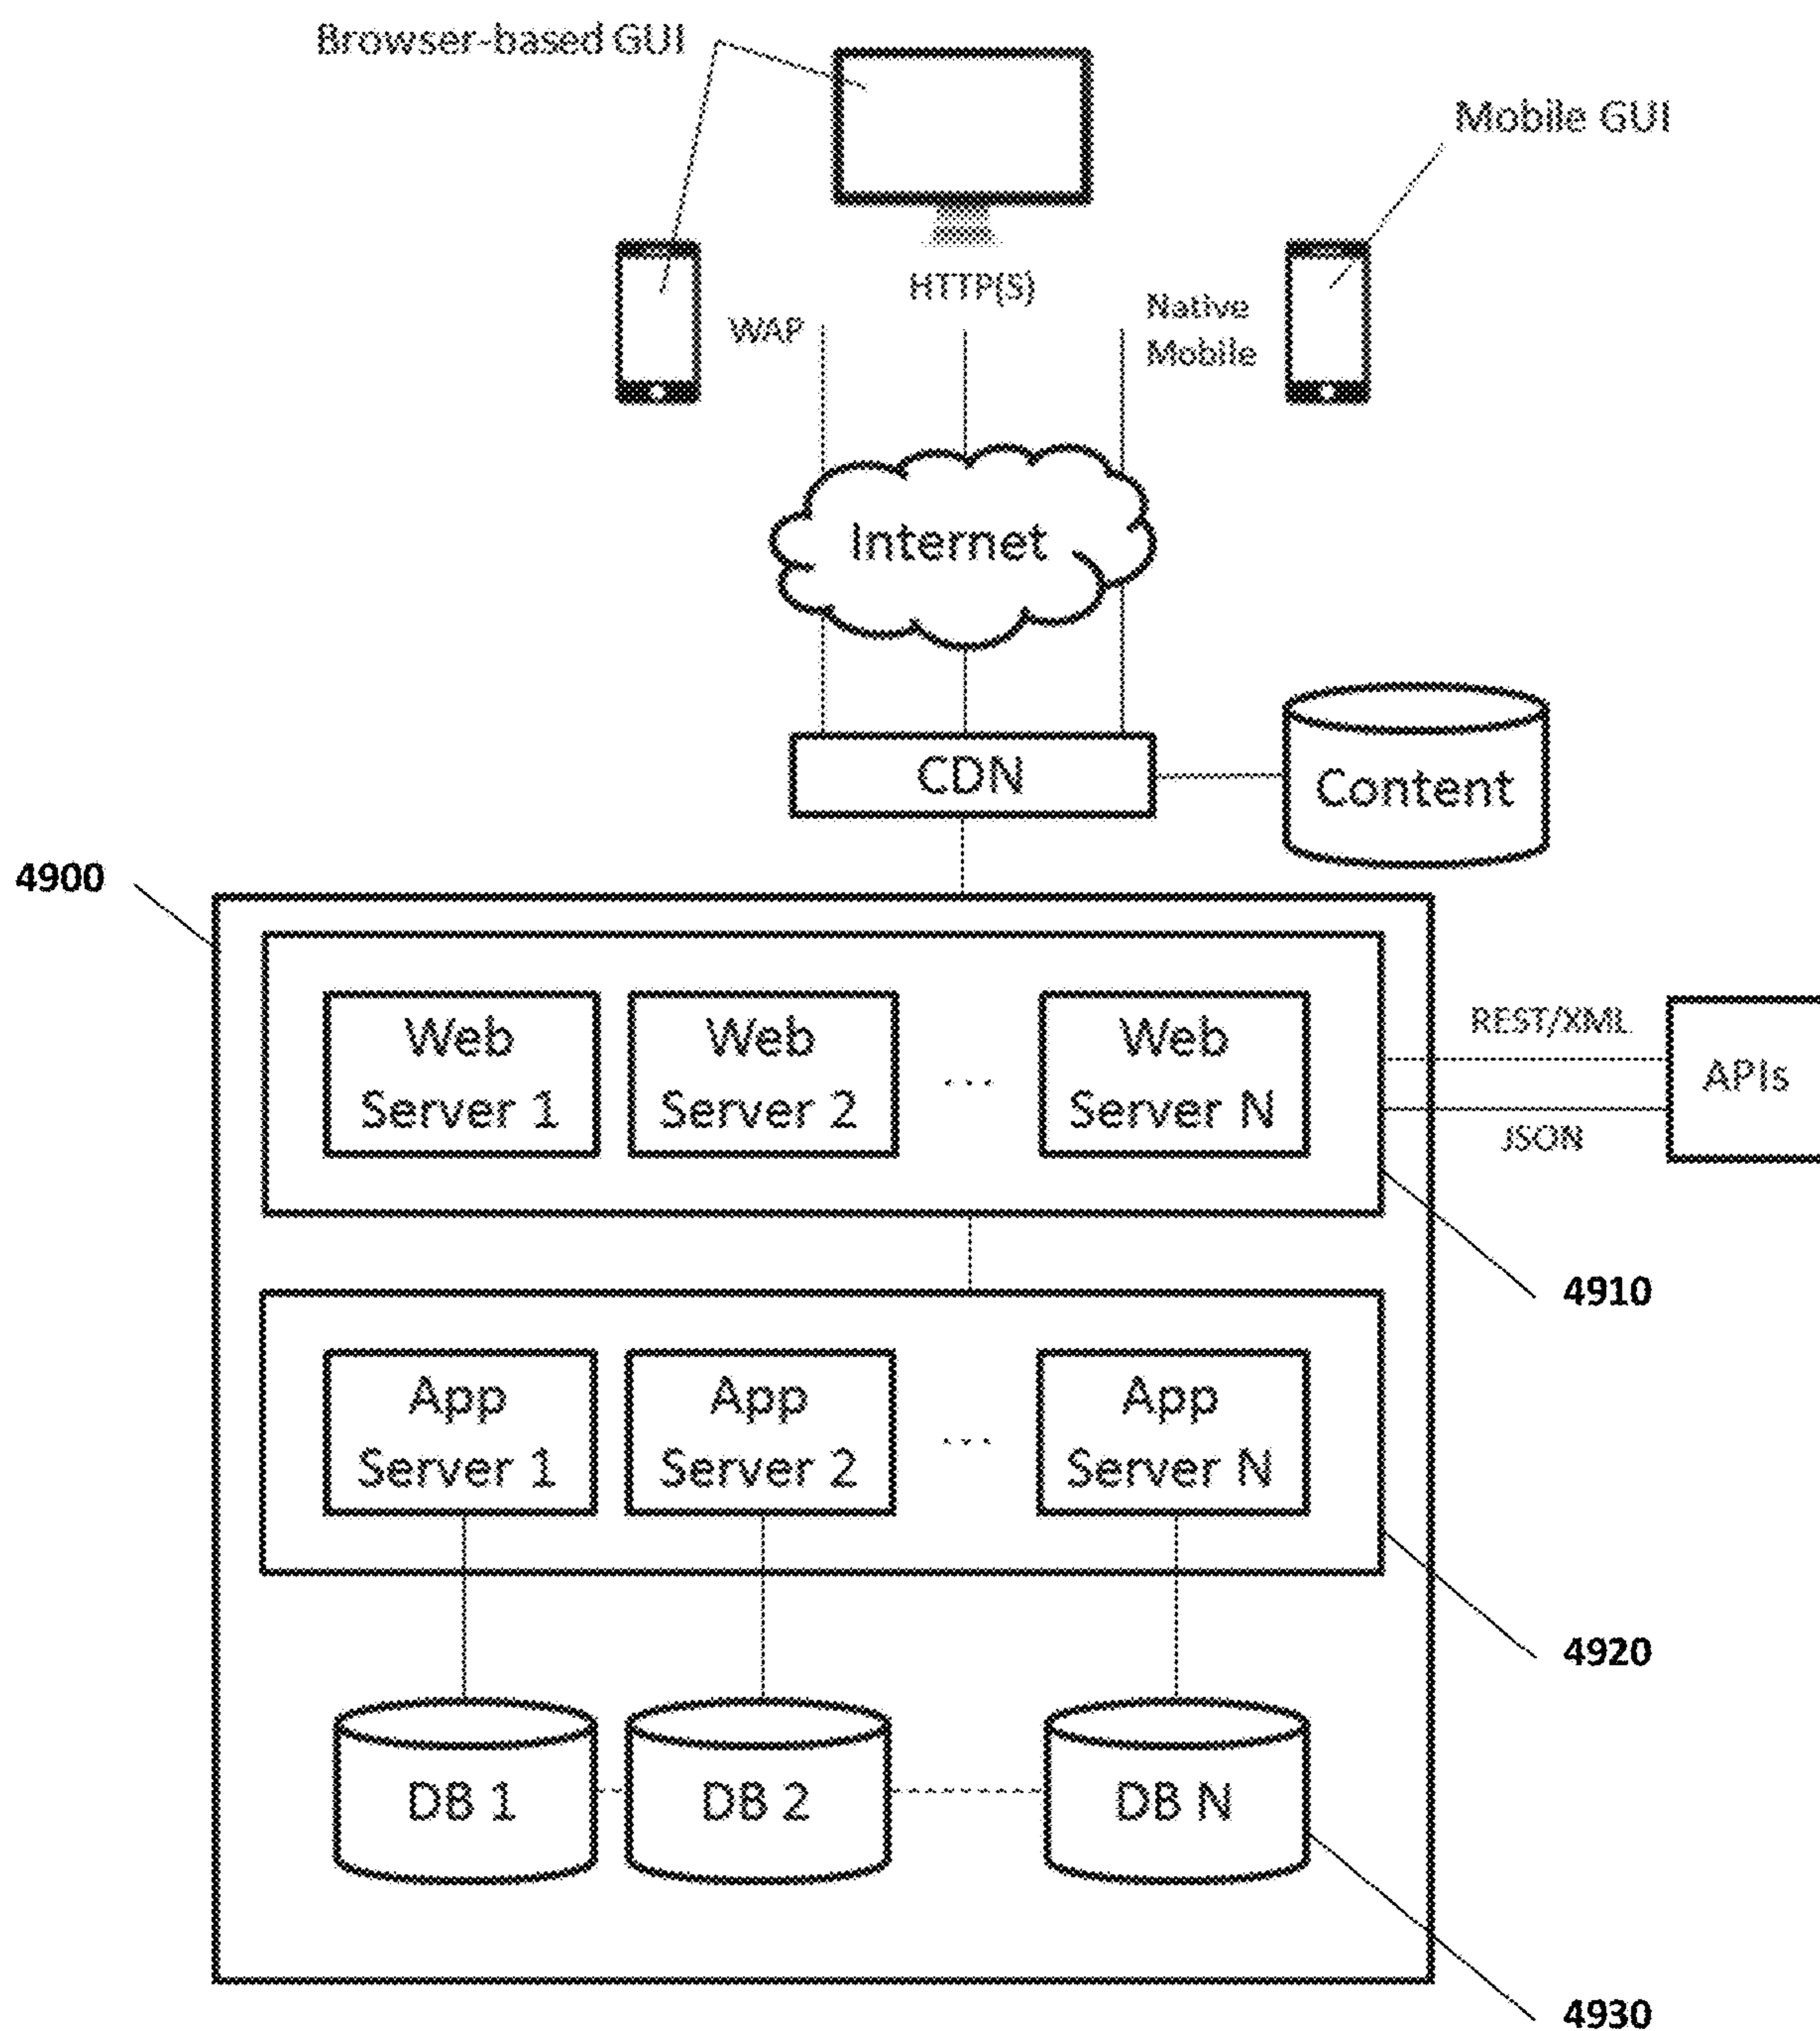 Browser-based GUI
Mobile GUI
HTTP(S)
WAP
Native
Mobile
Internet
CDN
Content
4900
Web
Server 1
Web
Server 2
...
Web
Server N
REST/XML
JSON
APIs
4910
App
Server 1
App
Server 2
...
App
Server N
4920
DB 1
DB 2
DB N
4930